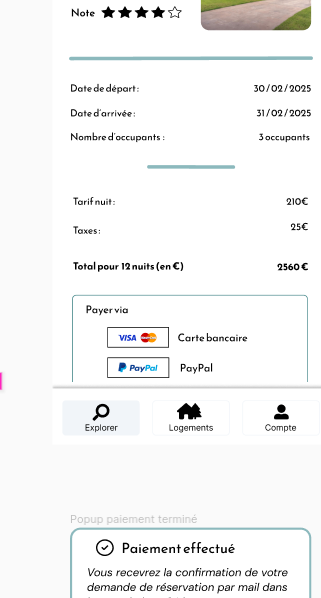 Note
Date de départ : 30/02/2025
Date d'arrivée : 31/02/2025
Nombre d'occupants : 3 occupants
Tarif nuit : 210€
Taxes : 25€
Total pour 12 nuits (en €) 2560 €
Payer via
VISA Carte bancaire
PayPal PayPal
Explorer Logements Compte
Popup paiement terminé
Paiement effectué
Vous recevrez la confirmation de votre
demande de réservation par mail dans